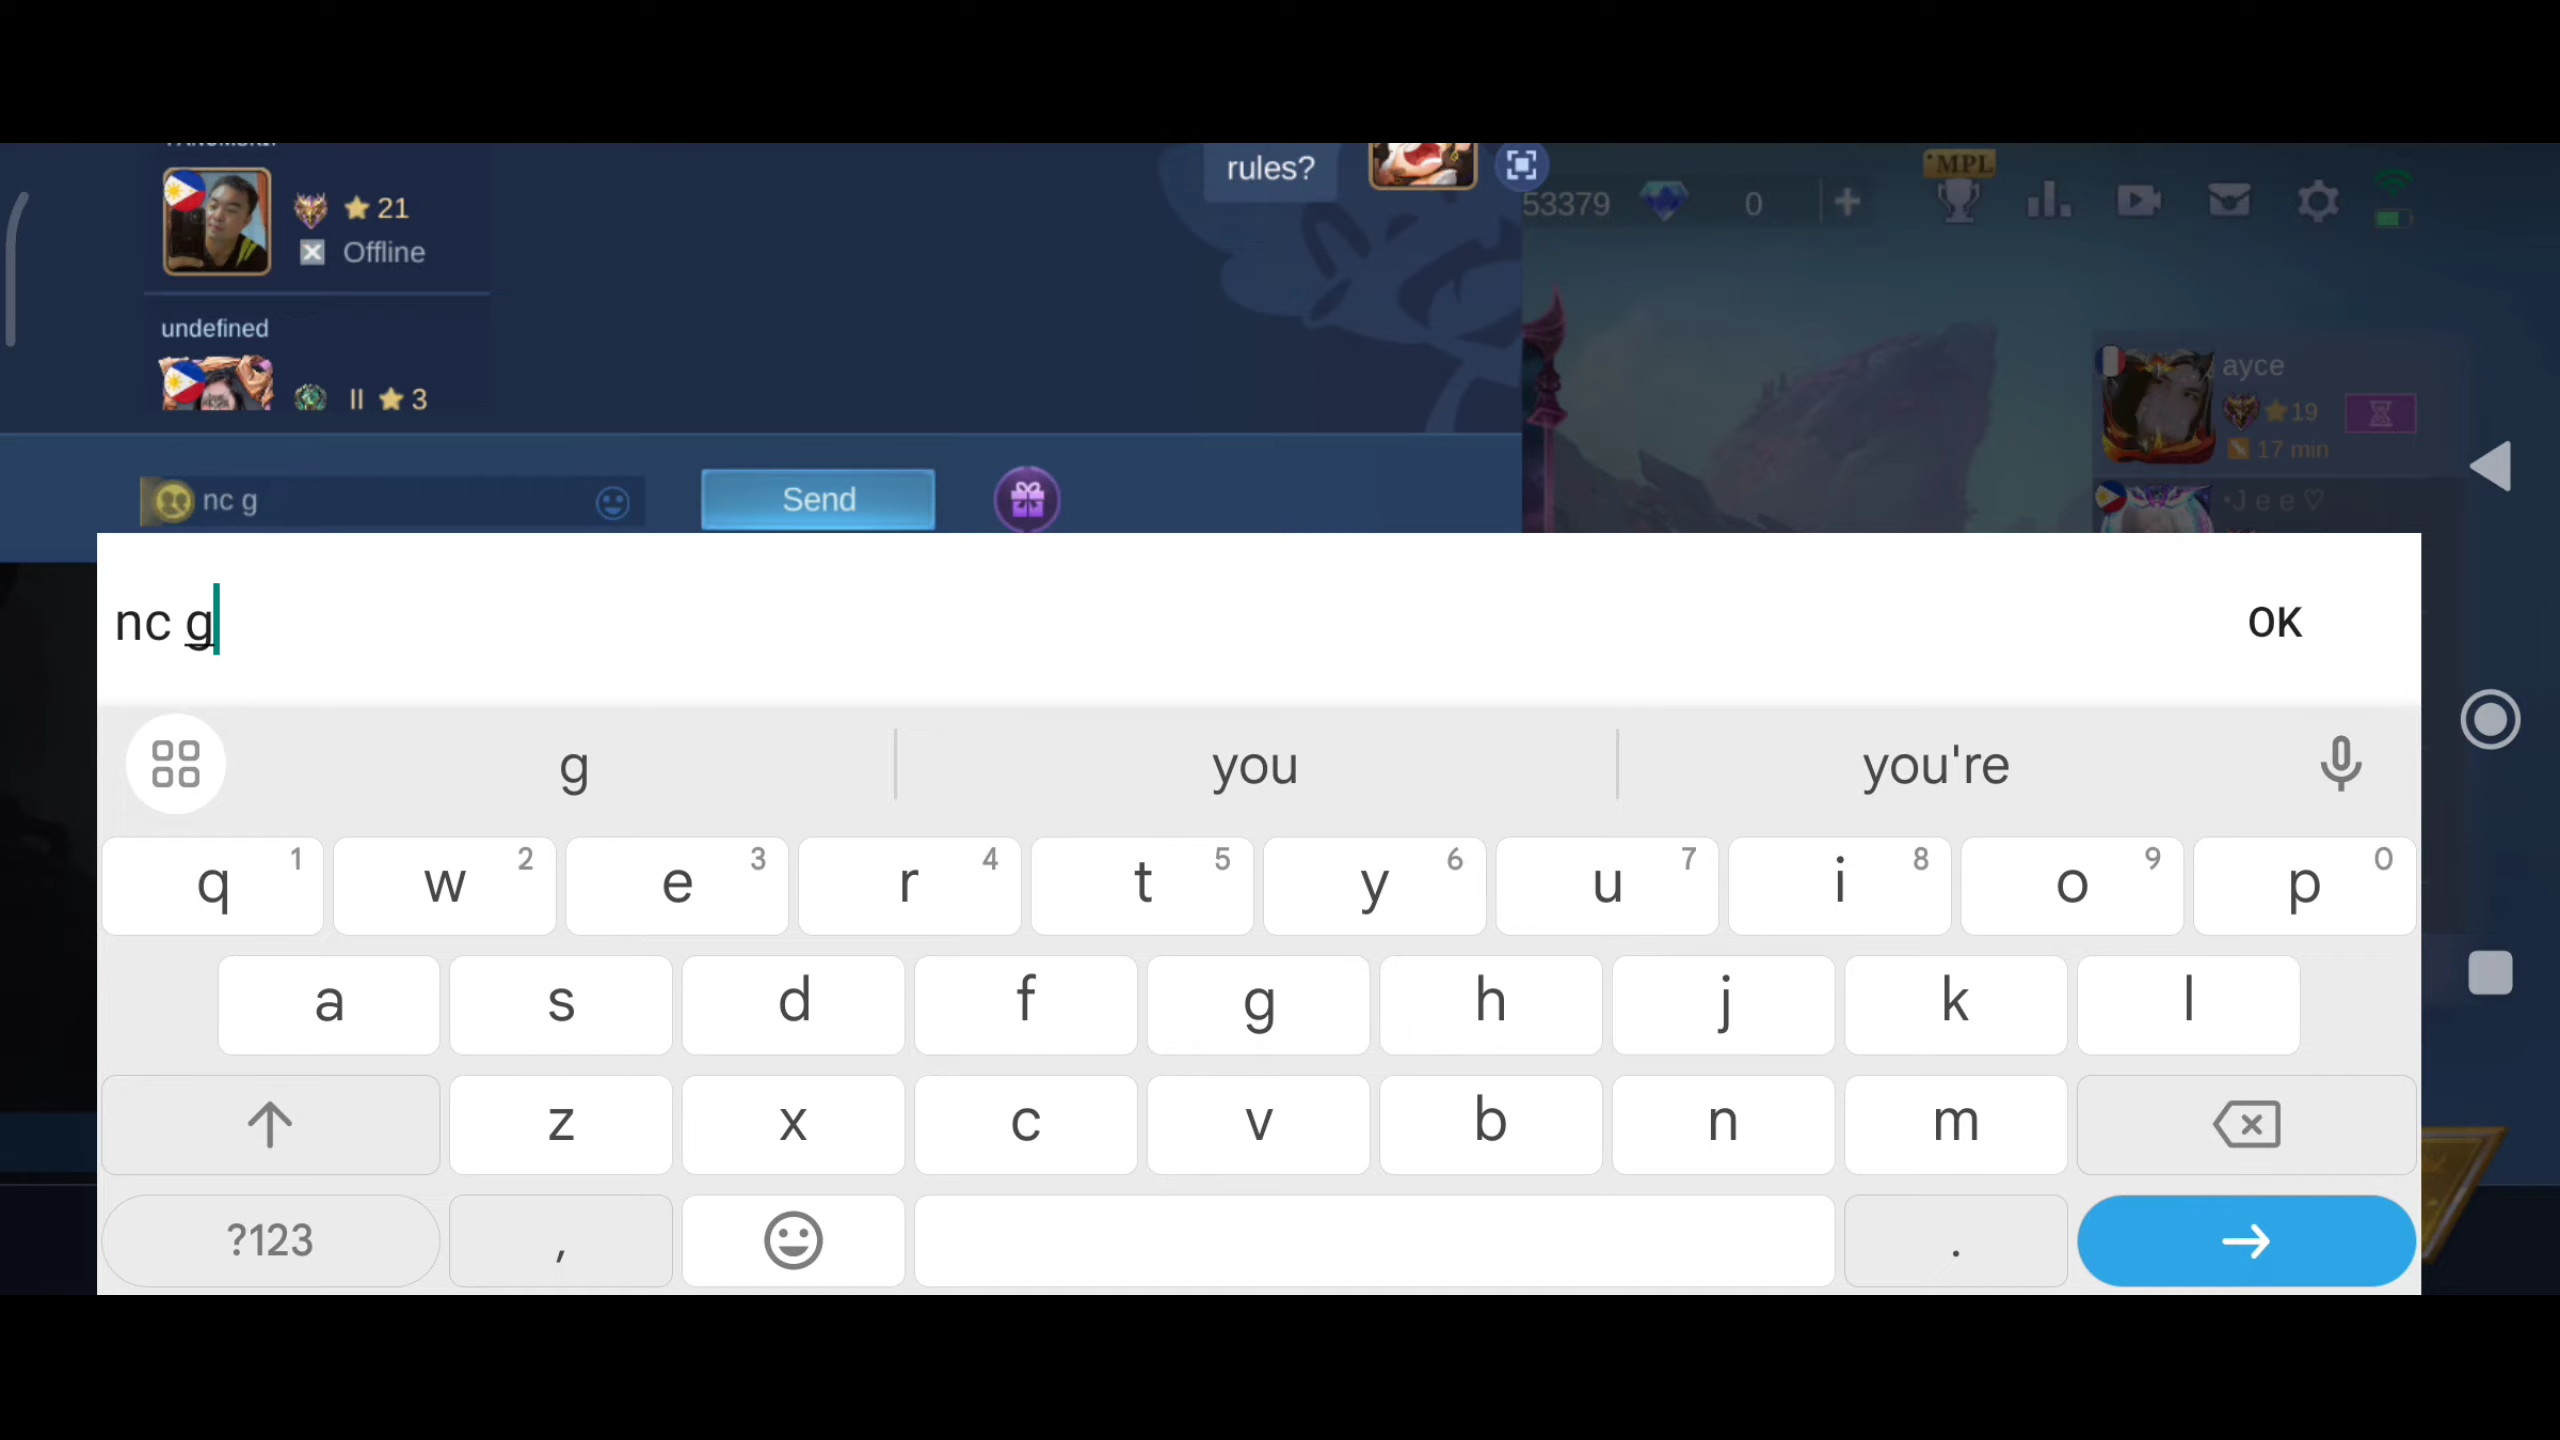 rules?
21
Offline
53379
0
MPL
undefined
II 3
ayce
19
17 min
•J e e ♡
nc g
Send
nc g
OK
g
you
you're
q 1 w 2 e 3 r 4 t 5 y 6 u 7 i 8 o 9 p 0
a s d f g h j k l
z x c v b n m
?123 , .